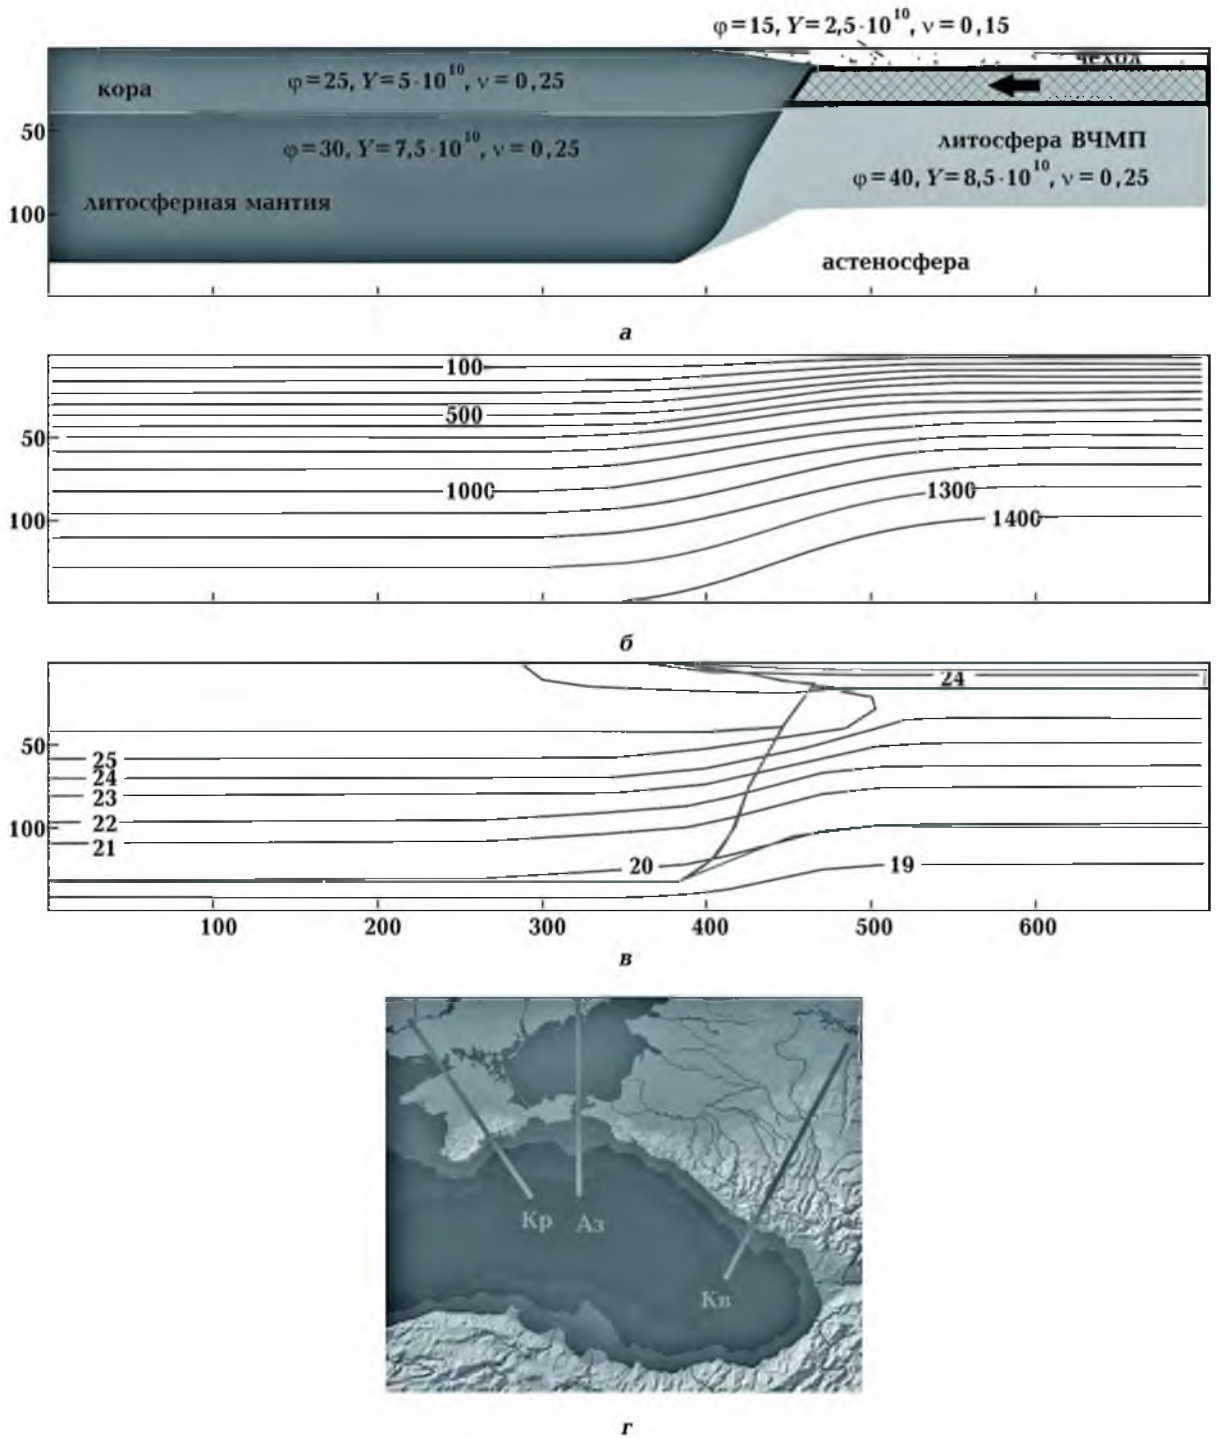 φ=15, Y=2,5·10¹⁰, ν=0,15
чехол
кора
φ=25, Y=5·10¹⁰, ν=0,25
50
φ=30, Y=7,5·10¹⁰, ν=0,25
литосфера ВЧМП
φ=40, Y=8,5·10¹⁰, ν=0,25
литосферная мантия
100
астеносфера
а
100
500
50
1000
1300
100
1400
б
24
50
25
24
23
22
100
21
20
19
100 200 300 400 500 600
в
Кр Аз
Кв
г